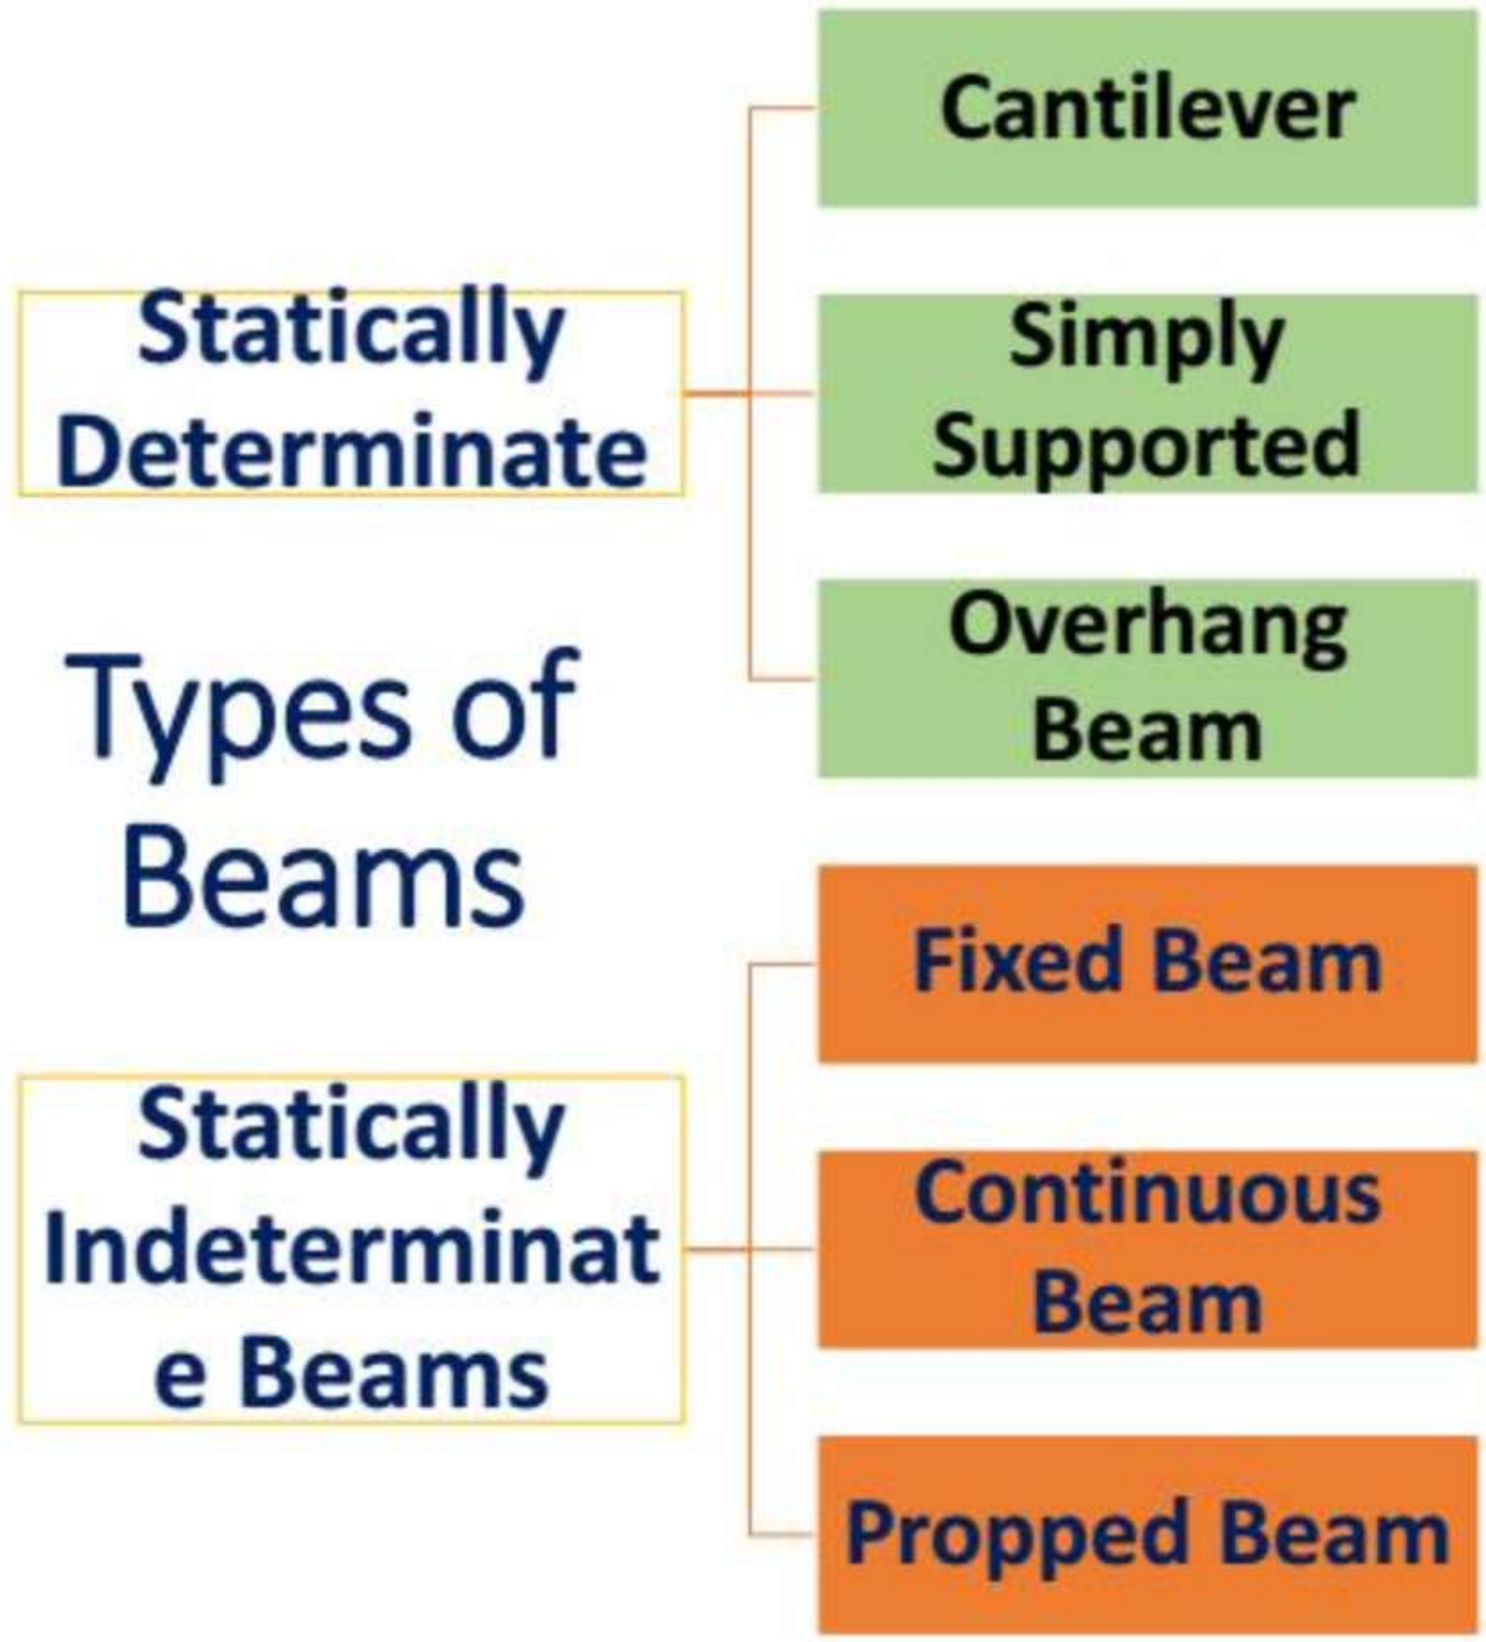 Cantilever
Statically
Determinate
Simply
Supported
Overhang
Beam
Types of
Beams
Fixed Beam
Statically
Indeterminat
e Beams
Continuous
Beam
Propped Beam